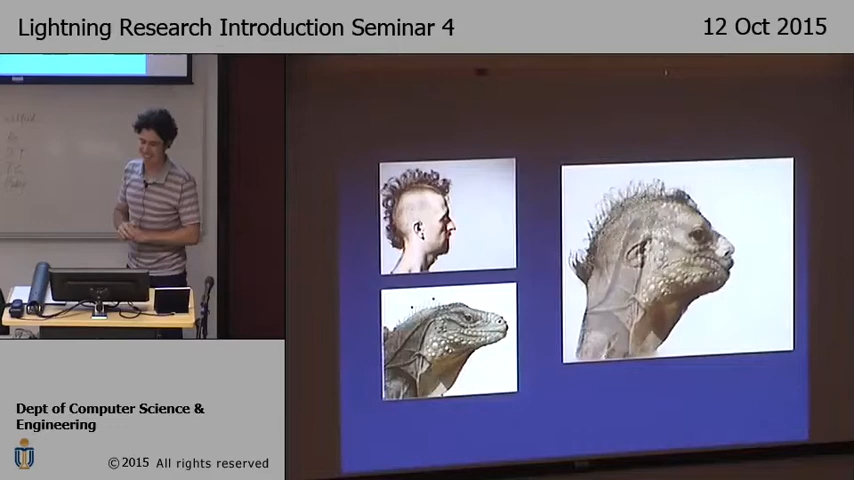 Lightning Research Introduction Seminar 4
12 Oct 2015
Dept of Computer Science &
Engineering
©2015 All rights reserved